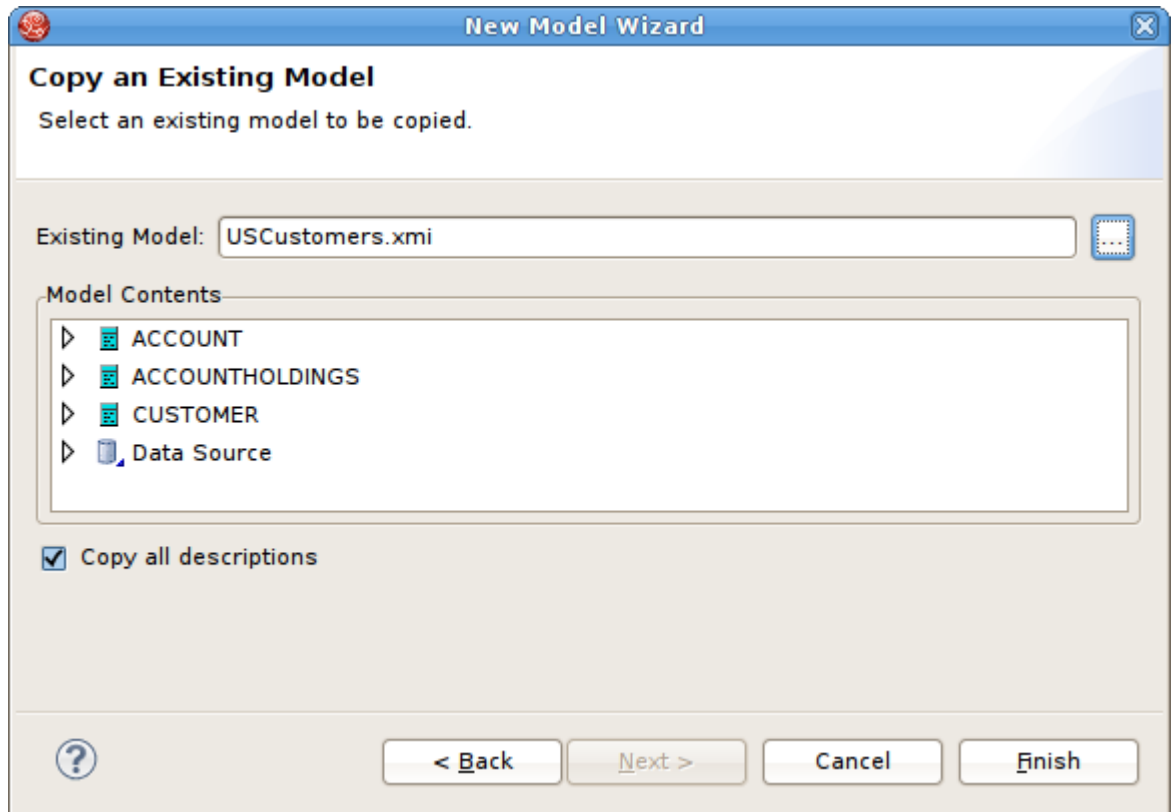 New Model Wizard
Copy an Existing Model
Select an existing model to be copied.
Existing Model: USCustomers.xmi ...
Model Contents
ACCOUNT
ACCOUNTHOLDINGS
CUSTOMER
Data Source
Copy all descriptions
? < Back Next > Cancel Finish